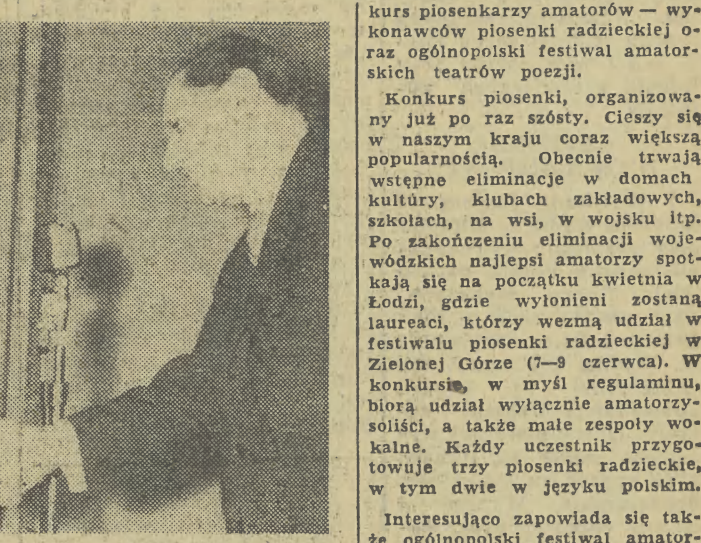 kurs piosenkarzy amatorów — wy-
konawców piosenki radzieckiej o-
raz ogólnopolski festiwal amator-
skich teatrów poezji.
Konkurs piosenki, organizowa-
ny już po raz szósty. Cieszy się
w naszym kraju coraz większą
popularnością. Obecnie trwają
wstępne eliminacje w domach
kultury, klubach zakładowych,
szkołach, na wsi, w wojsku itp.
Po zakończeniu eliminacji woje-
wódzkich najlepsi amatorzy spot-
kają się na początku kwietnia w
Łodzi, gdzie wyłonieni zostaną
laureaci, którzy wezmą udział w
festiwalu piosenki radzieckiej w
Zielonej Górze (7—9 czerwca). W
konkursie, w myśl regulaminu,
biorą udział wyłącznie amatorzy-
soliści, a także małe zespoły wo-
kalne. Każdy uczestnik przygo-
towuje trzy piosenki radzieckie,
w tym dwie w języku polskim.
Interesująco zapowiada się tak-
że ogólnopolski festiwal amator-